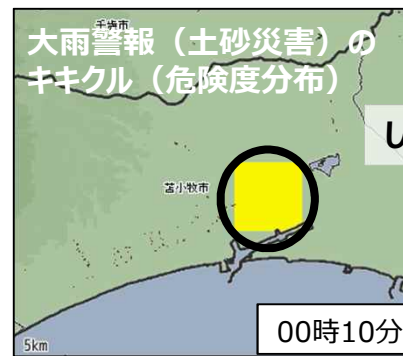 千歳市
大雨警報（土砂災害）の
キキクル（危険度分布）
U
苫小牧市
00時10分
5km